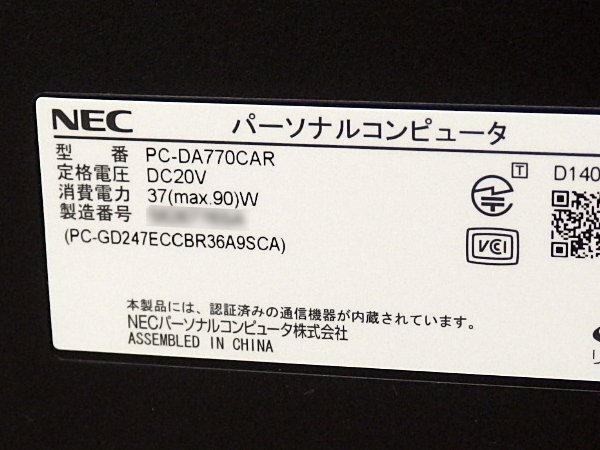 NEC パーソナルコンピュータ
型 番 PC-DA770CAR
定格電圧 DC20V
消費電力 37(max.90)W
製造番号
(PC-GD247ECCBR36A9SCA)
T
D140
VCI
本製品には、認証済みの通信機器が内蔵されています。
NECパーソナルコンピュータ株式会社
ASSEMBLED IN CHINA
リ